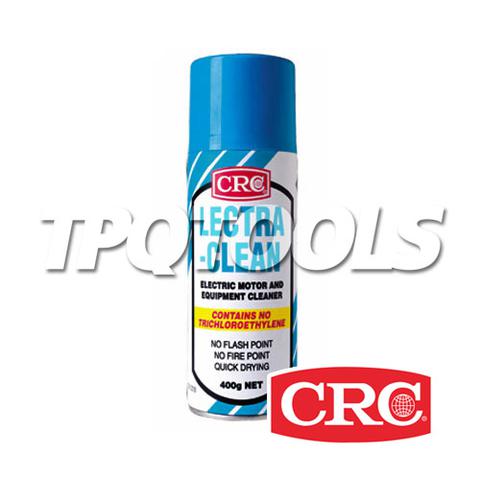 CRC
LECTRA
-CLEAN
TPQTOOLS
ELECTRIC MOTOR AND
EQUIPMENT CLEANER
CONTAINS NO
TRICHLOROETHYLENE
NO FLASH POINT
NO FIRE POINT
QUICK DRYING
400g NET
CRC